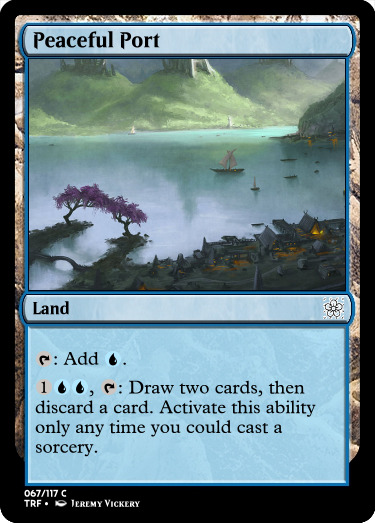 Peaceful Port
Land
: Add .
1 , : Draw two cards, then
discard a card. Activate this ability
only any time you could cast a
sorcery.
067/117 C
TRF • Jeremy Vickery